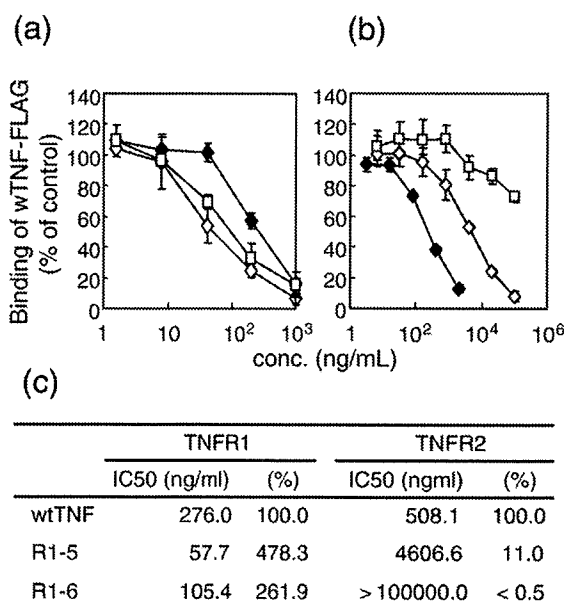 (a)
(b)
Binding of wTNF-FLAG
(% of control)
140
120
100
80
60
40
20
0
1
10
10²
10³
140
120
100
80
60
40
20
0
1
10²
10⁴
10⁶
conc. (ng/mL)
(c)
TNFR1 TNFR2
IC50 (ng/ml) (%) IC50 (ngml) (%)
wtTNF 276.0 100.0 508.1 100.0
R1-5 57.7 478.3 4606.6 11.0
R1-6 105.4 261.9 > 100000.0 < 0.5